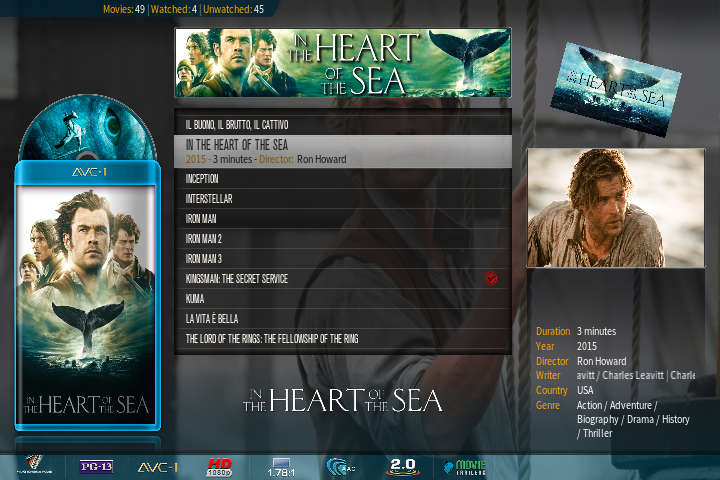 Movies: 49 | Watched: 4 | Unwatched: 45
IN THE HEART OF THE SEA
IN THE HEART OF THE SEA
IL BUONO, IL BRUTTO, IL CATTIVO
IN THE HEART OF THE SEA
2015 - 3 minutes - Director: Ron Howard
INCEPTION
INTERSTELLAR
IRON MAN
IRON MAN 2
IRON MAN 3
KINGSMAN: THE SECRET SERVICE
KUMA
LA VITA È BELLA
THE LORD OF THE RINGS: THE FELLOWSHIP OF THE RING
AVC-1
IN THE HEART OF THE SEA
IN THE HEART OF THE SEA
Duration 3 minutes
Year 2015
Director Ron Howard
Writer avitt / Charles Leavitt | Charle
Country USA
Genre Action / Adventure /
Biography / Drama / History
/ Thriller
PG-13
AVC-1
HD
1080p
1.78:1
AAC
2.0
MOVIE
TRAILERS